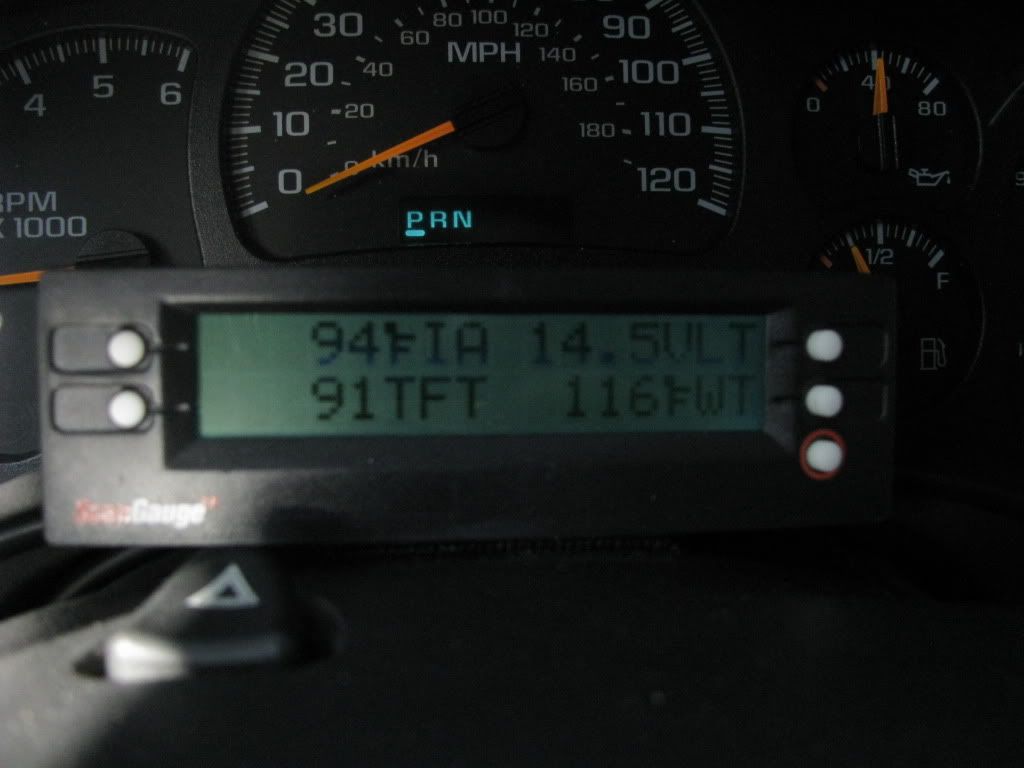 30 80 100 120 90
60 MPH 140
20 40 160 100
10 20 180 110
0 0 km/h 120
4 5 6
RPM
X 1000
PRN
0 40 80
1/2 F
94°FIA 14.5VLT
91TFT 116°FWT
ScanGauge II